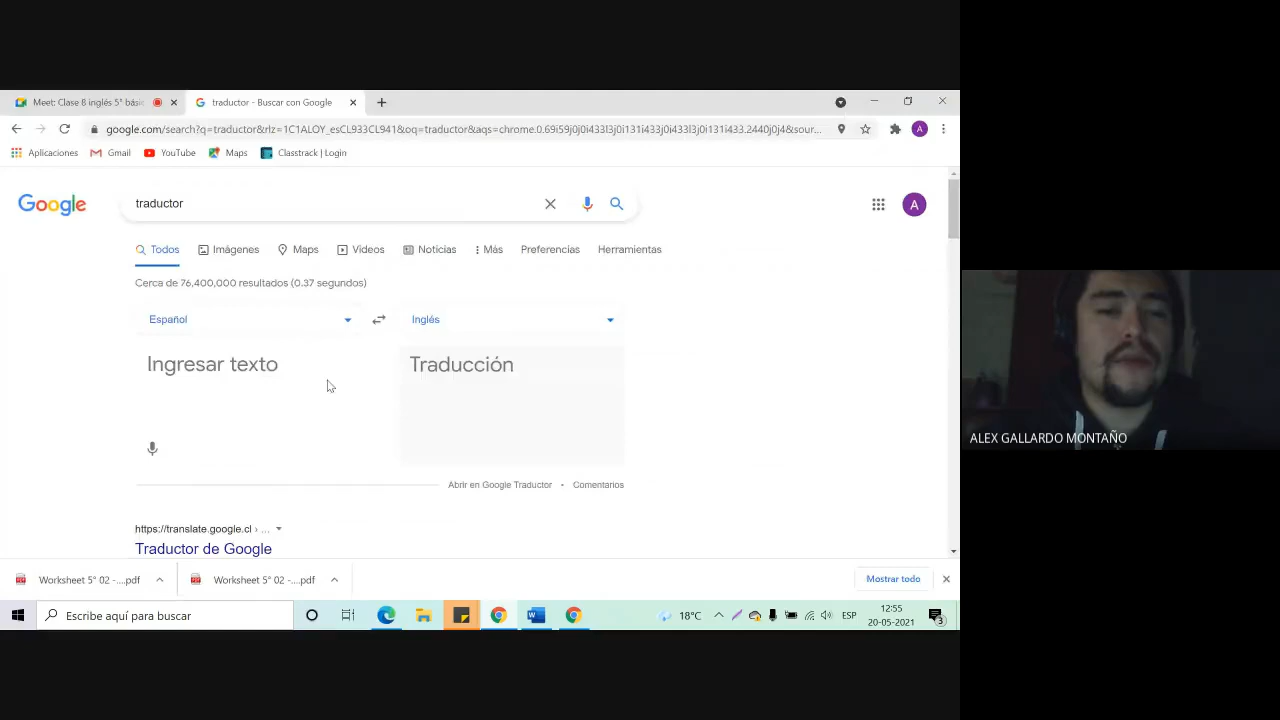 Meet: Clase 8 inglés 5° bási
traductor - Buscar con Google
google.com/search?q=traductor&rlz=1C1ALOY_esCL933CL941&oq=traductor&aqs=chrome.0.69i59j0j0i433l3j0i131i433j0i433l3j0i131i433.2440j0j4&sour...
A
Aplicaciones
Gmail
YouTube
Maps
Classtrack | Login
Google
traductor
A
Todos
Imágenes
Maps
Videos
Noticias
Más
Preferencias
Herramientas
Cerca de 76,400,000 resultados (0.37 segundos)
Español
Inglés
Ingresar texto
Traducción
ALEX GALLARDO MONTAÑO
Abrir en Google Traductor • Comentarios
https://translate.google.cl › ...
Traductor de Google
Worksheet 5° 02 -....pdf
Worksheet 5° 02 -....pdf
Mostrar todo
Escribe aquí para buscar
18°C
ESP
12:55
20-05-2021
3